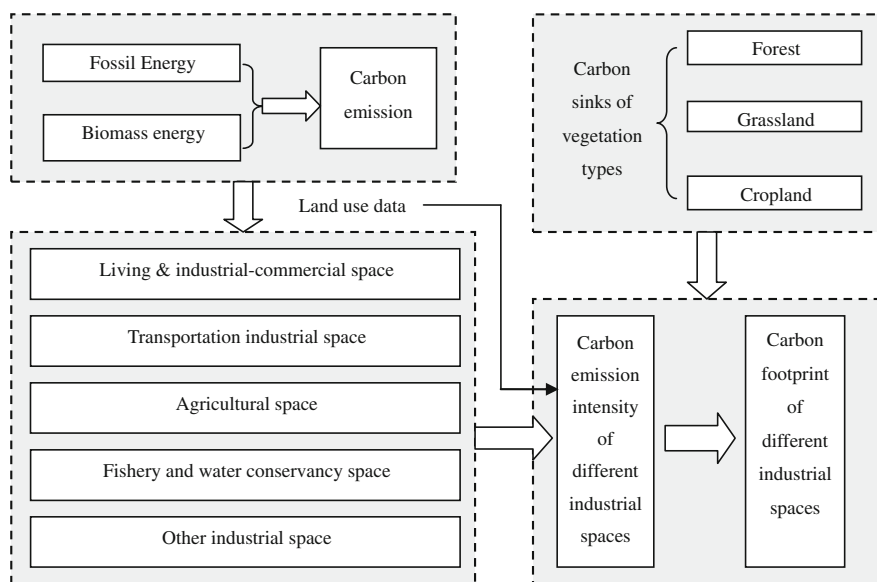 Fossil Energy
Biomass energy
Carbon
emission
Carbon
sinks of
vegetation
types
Forest
Grassland
Cropland
Land use data
Living & industrial-commercial space
Transportation industrial space
Agricultural space
Fishery and water conservancy space
Other industrial space
Carbon
emission
intensity
of
different
industrial
spaces
Carbon
footprint
of
different
industrial
spaces